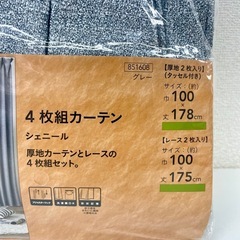 8S1608
グレー
4枚組カーテン
シェニール
厚地カーテンとレースの
4枚組セット。
【厚地2枚入り】
(タッセル付き)
サイズ:(約)
巾100
×
丈178cm
【レース2枚入り】
サイズ:(約)
巾100
×
丈175cm